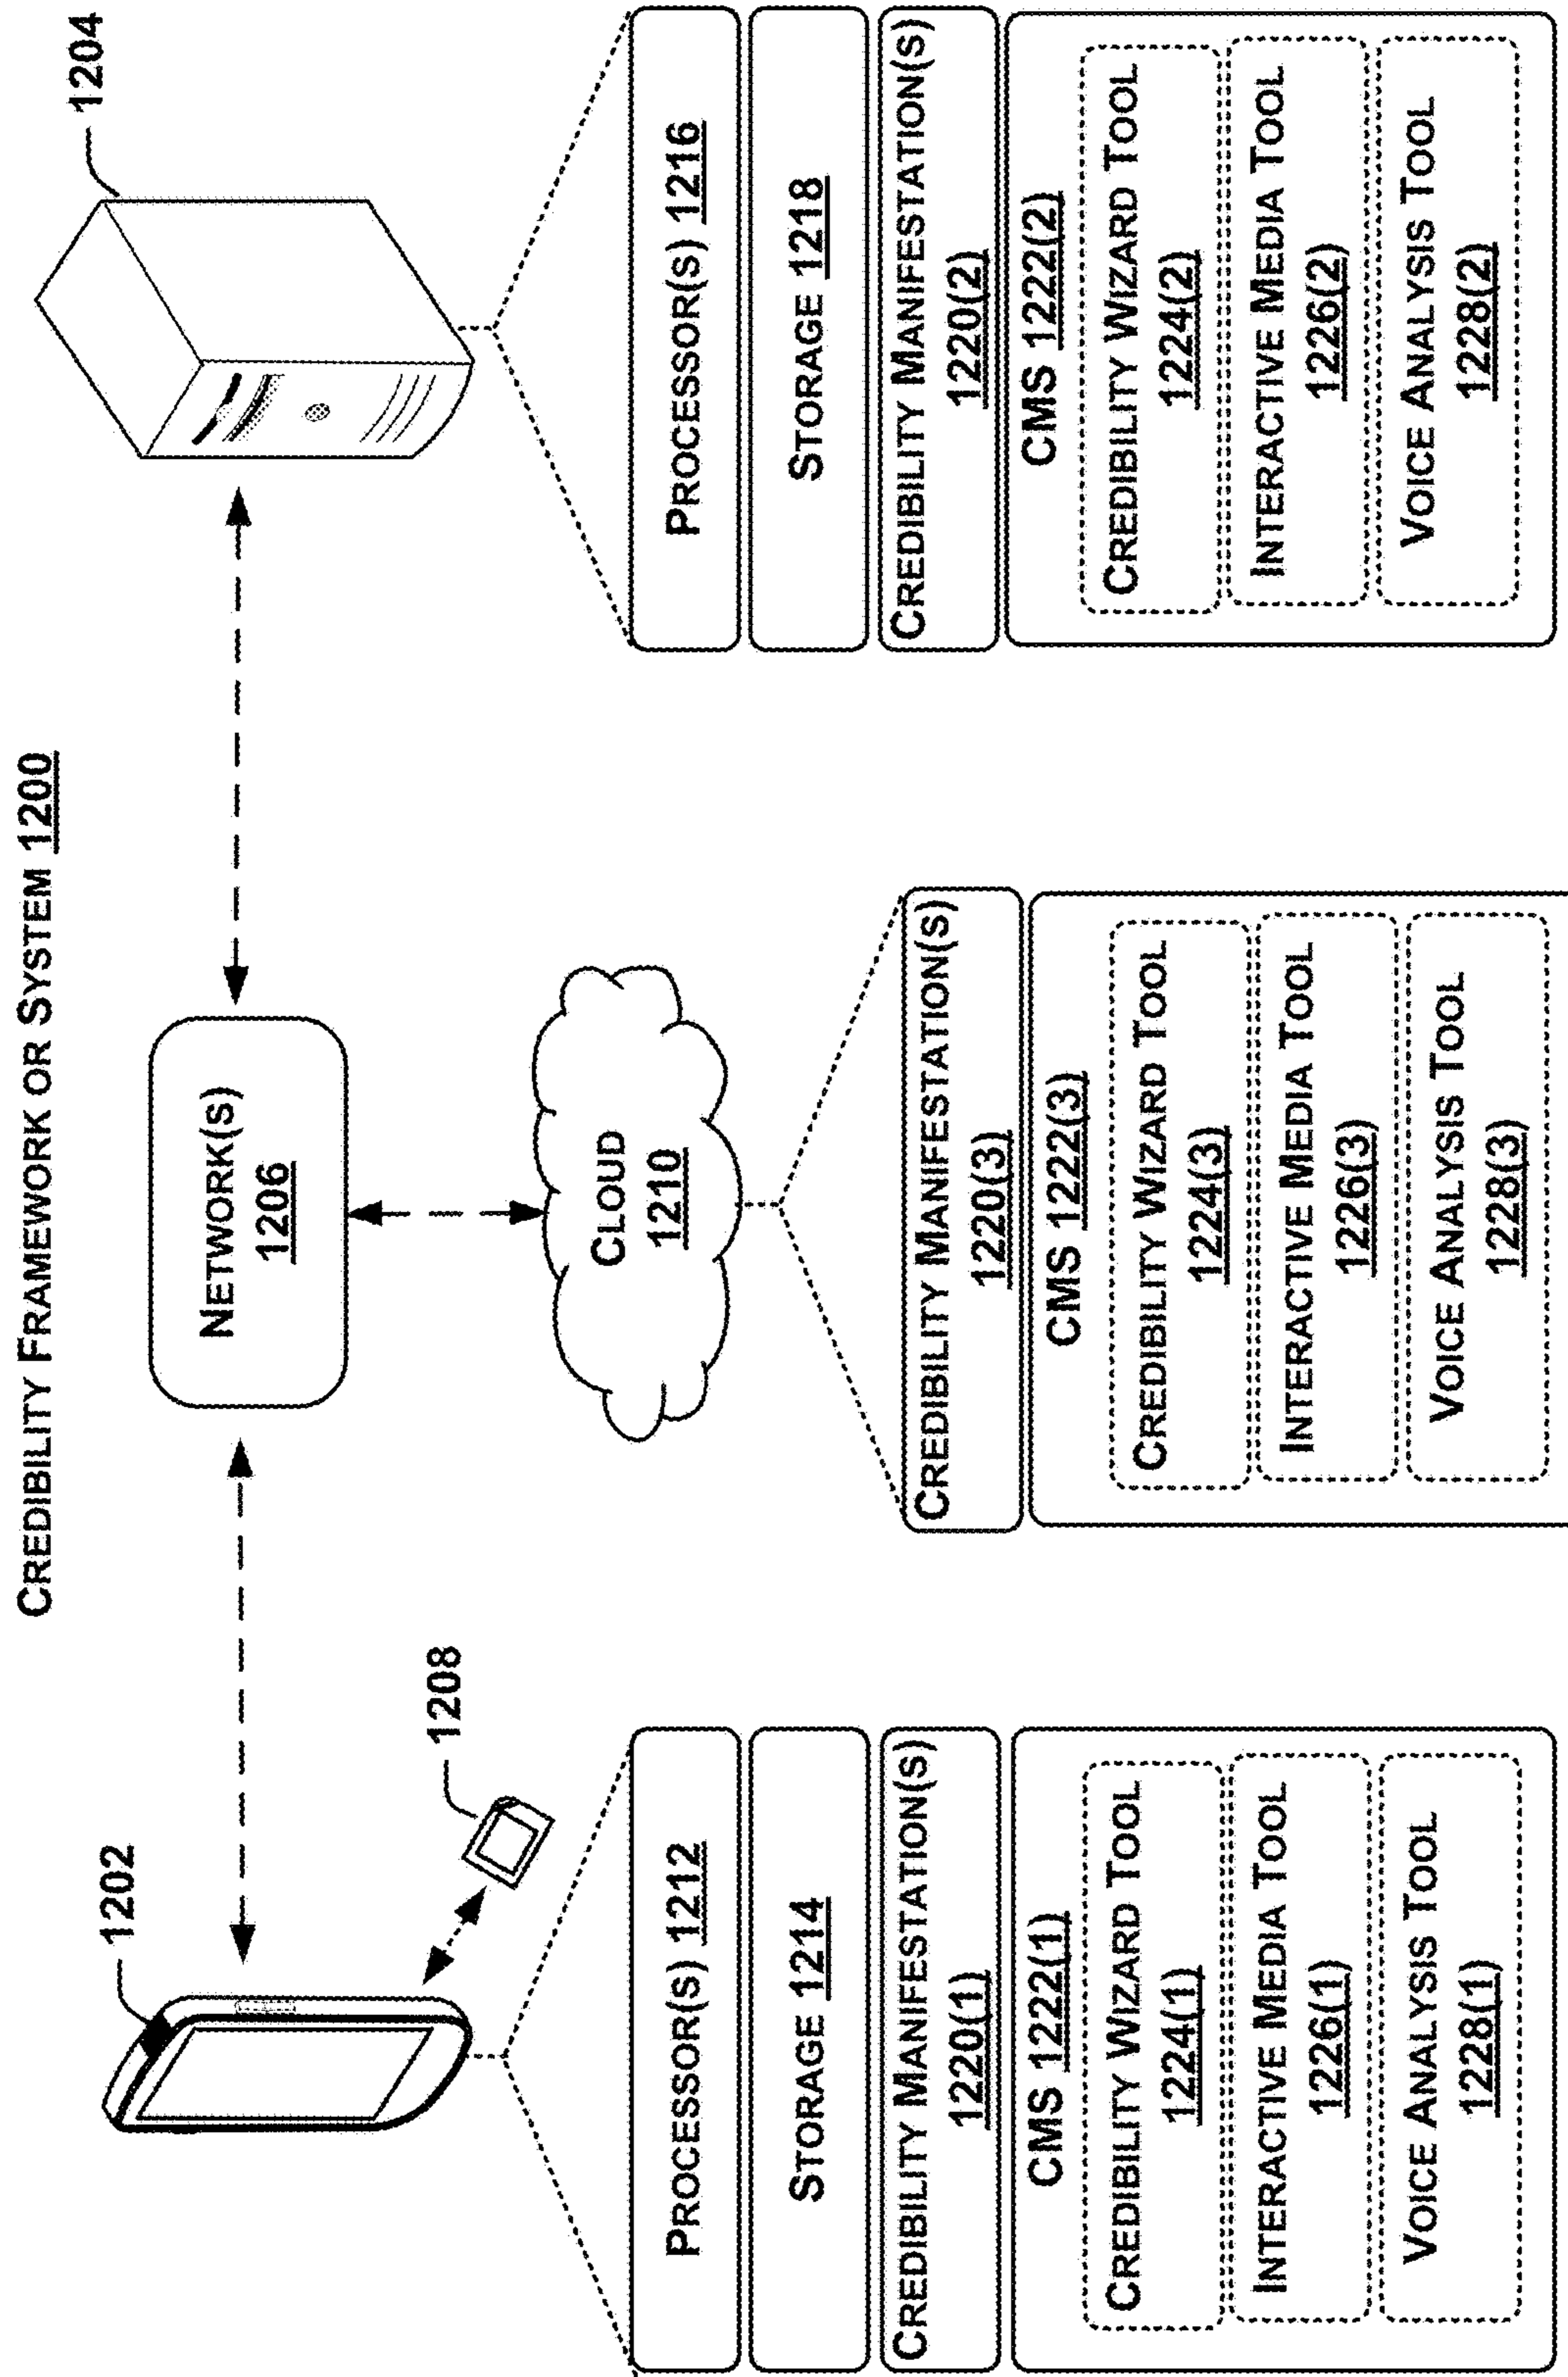 CREDIBILITY FRAMEWORK OR SYSTEM 1200
1202
1208
NETWORK(S)
1206
1204
CLOUD
1210
PROCESSOR(S) 1212
STORAGE 1214
CREDIBILITY MANIFESTATION(S)
1220(1)
CMS 1222(1)
CREDIBILITY WIZARD TOOL
1224(1)
INTERACTIVE MEDIA TOOL
1226(1)
VOICE ANALYSIS TOOL
1228(1)
CREDIBILITY MANIFESTATION(S)
1220(3)
CMS 1222(3)
CREDIBILITY WIZARD TOOL
1224(3)
INTERACTIVE MEDIA TOOL
1226(3)
VOICE ANALYSIS TOOL
1228(3)
PROCESSOR(S) 1216
STORAGE 1218
CREDIBILITY MANIFESTATION(S)
1220(2)
CMS 1222(2)
CREDIBILITY WIZARD TOOL
1224(2)
INTERACTIVE MEDIA TOOL
1226(2)
VOICE ANALYSIS TOOL
1228(2)